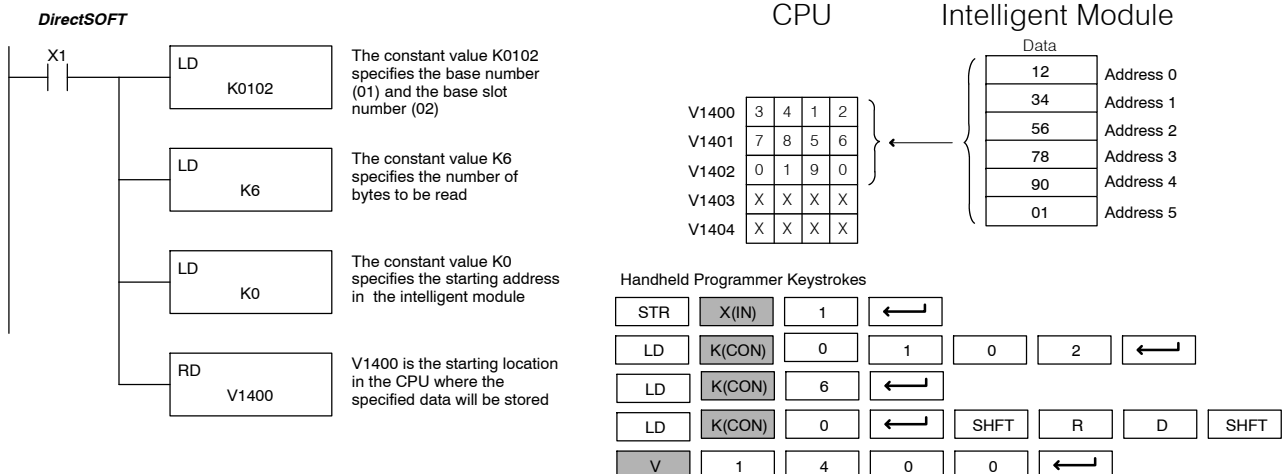 DirectSOFT
X1
LD
K0102
The constant value K0102
specifies the base number
(01) and the base slot
number (02)
LD
K6
The constant value K6
specifies the number of
bytes to be read
LD
K0
The constant value K0
specifies the starting address
in the intelligent module
RD
V1400
V1400 is the starting location
in the CPU where the
specified data will be stored
CPU
Intelligent Module
Data
V1400 3 4 1 2
V1401 7 8 5 6
V1402 0 1 9 0
V1403 X X X X
V1404 X X X X
12 Address 0
34 Address 1
56 Address 2
78 Address 3
90 Address 4
01 Address 5
Handheld Programmer Keystrokes
STR X(IN) 1
LD K(CON) 0 1 0 2
LD K(CON) 6
LD K(CON) 0 SHFT R D SHFT
V 1 4 0 0